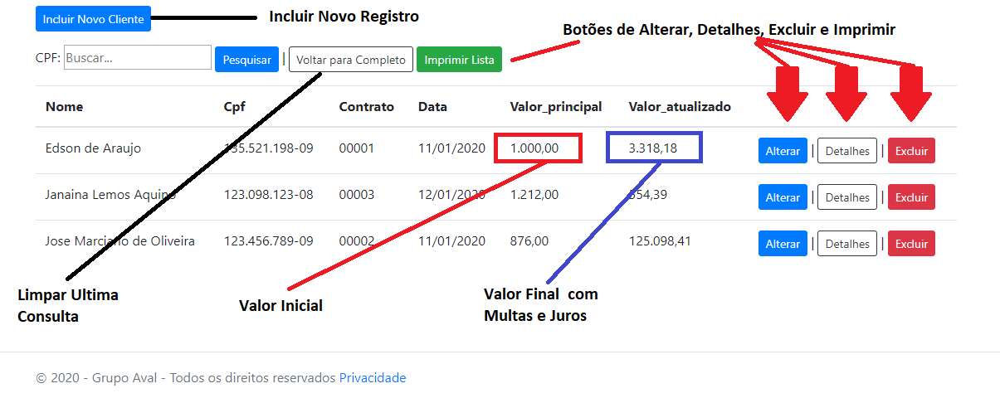 Incluir Novo Cliente
Incluir Novo Registro
Botões de Alterar, Detalhes, Excluir e Imprimir
CPF: Buscar... Pesquisar | Voltar para Completo Imprimir Lista
Nome Cpf Contrato Data Valor_principal Valor_atualizado
Edson de Araujo 135.521.198-09 00001 11/01/2020 1.000,00 3.318,18 Alterar | Detalhes | Excluir
Janaina Lemos Aquino 123.098.123-08 00003 12/01/2020 1.212,00 554,39 Alterar | Detalhes | Excluir
Jose Marciano de Oliveira 123.456.789-09 00002 11/01/2020 876,00 125.098,41 Alterar | Detalhes | Excluir
Limpar Ultima
Consulta
Valor Inicial
Valor Final com
Multas e Juros
© 2020 - Grupo Aval - Todos os direitos reservados Privacidade